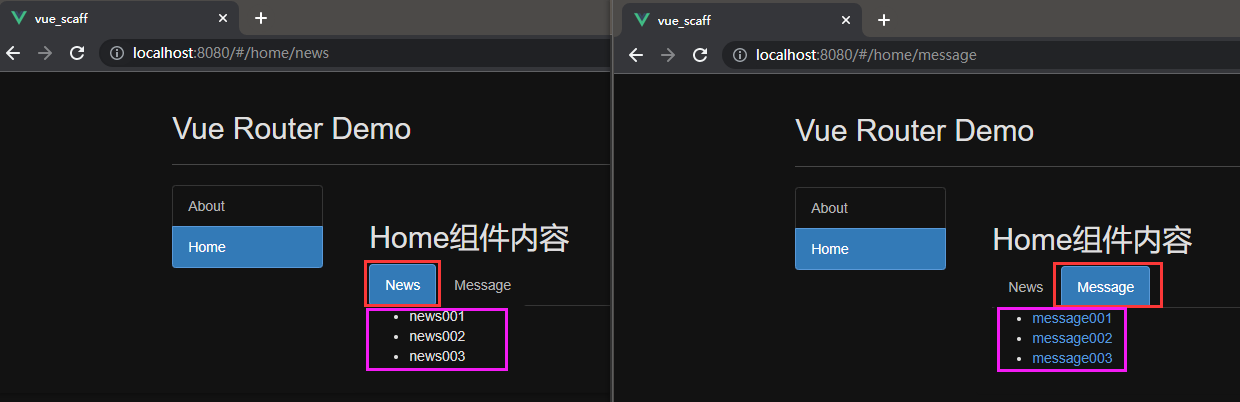 vue_scaff
localhost:8080/#/home/news
Vue Router Demo
About
Home
Home组件内容
News Message
news001
news002
news003
vue_scaff
localhost:8080/#/home/message
Vue Router Demo
About
Home
Home组件内容
News Message
message001
message002
message003